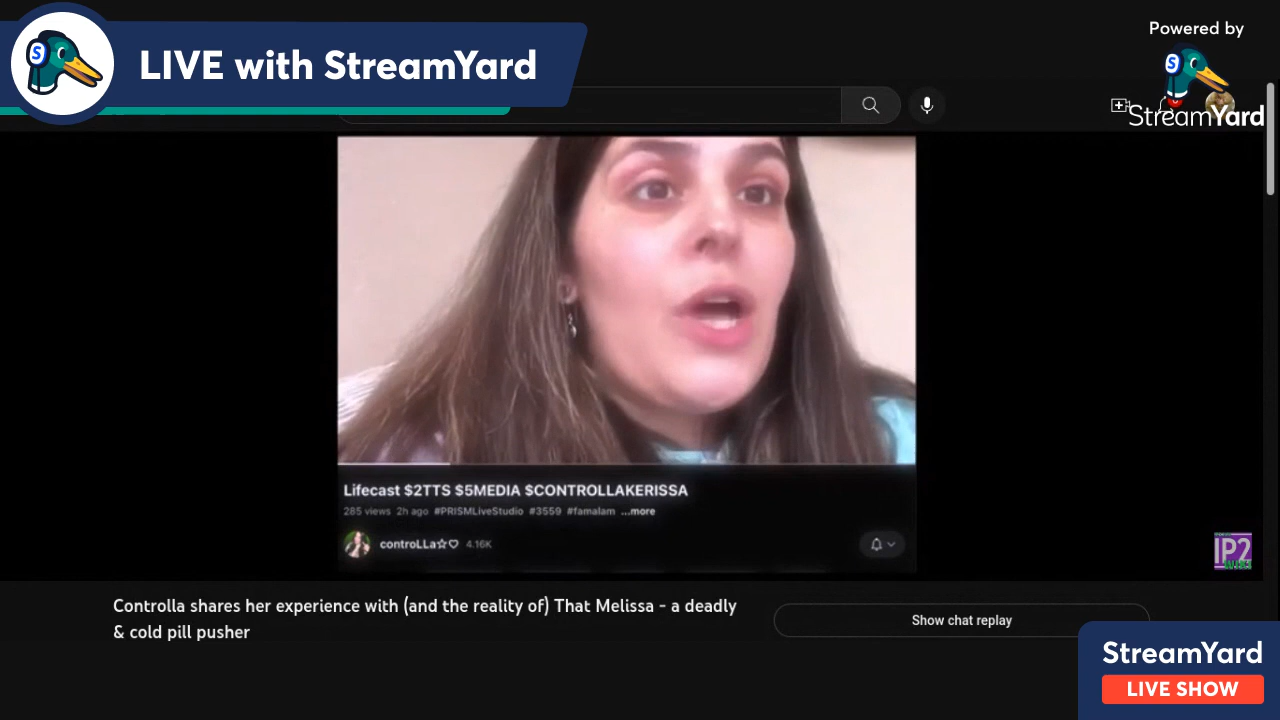 LIVE with StreamYard
Powered by
StreamYard
Lifecast $2TTS $5MEDIA $CONTROLLAKERISSA
285 views 2h ago #PRISMLiveStudio #3559 #famalam ...more
controLLa☆♡ 4.16K
IP2
Controlla shares her experience with (and the reality of) That Melissa - a deadly
& cold pill pusher
Show chat replay
StreamYard
LIVE SHOW